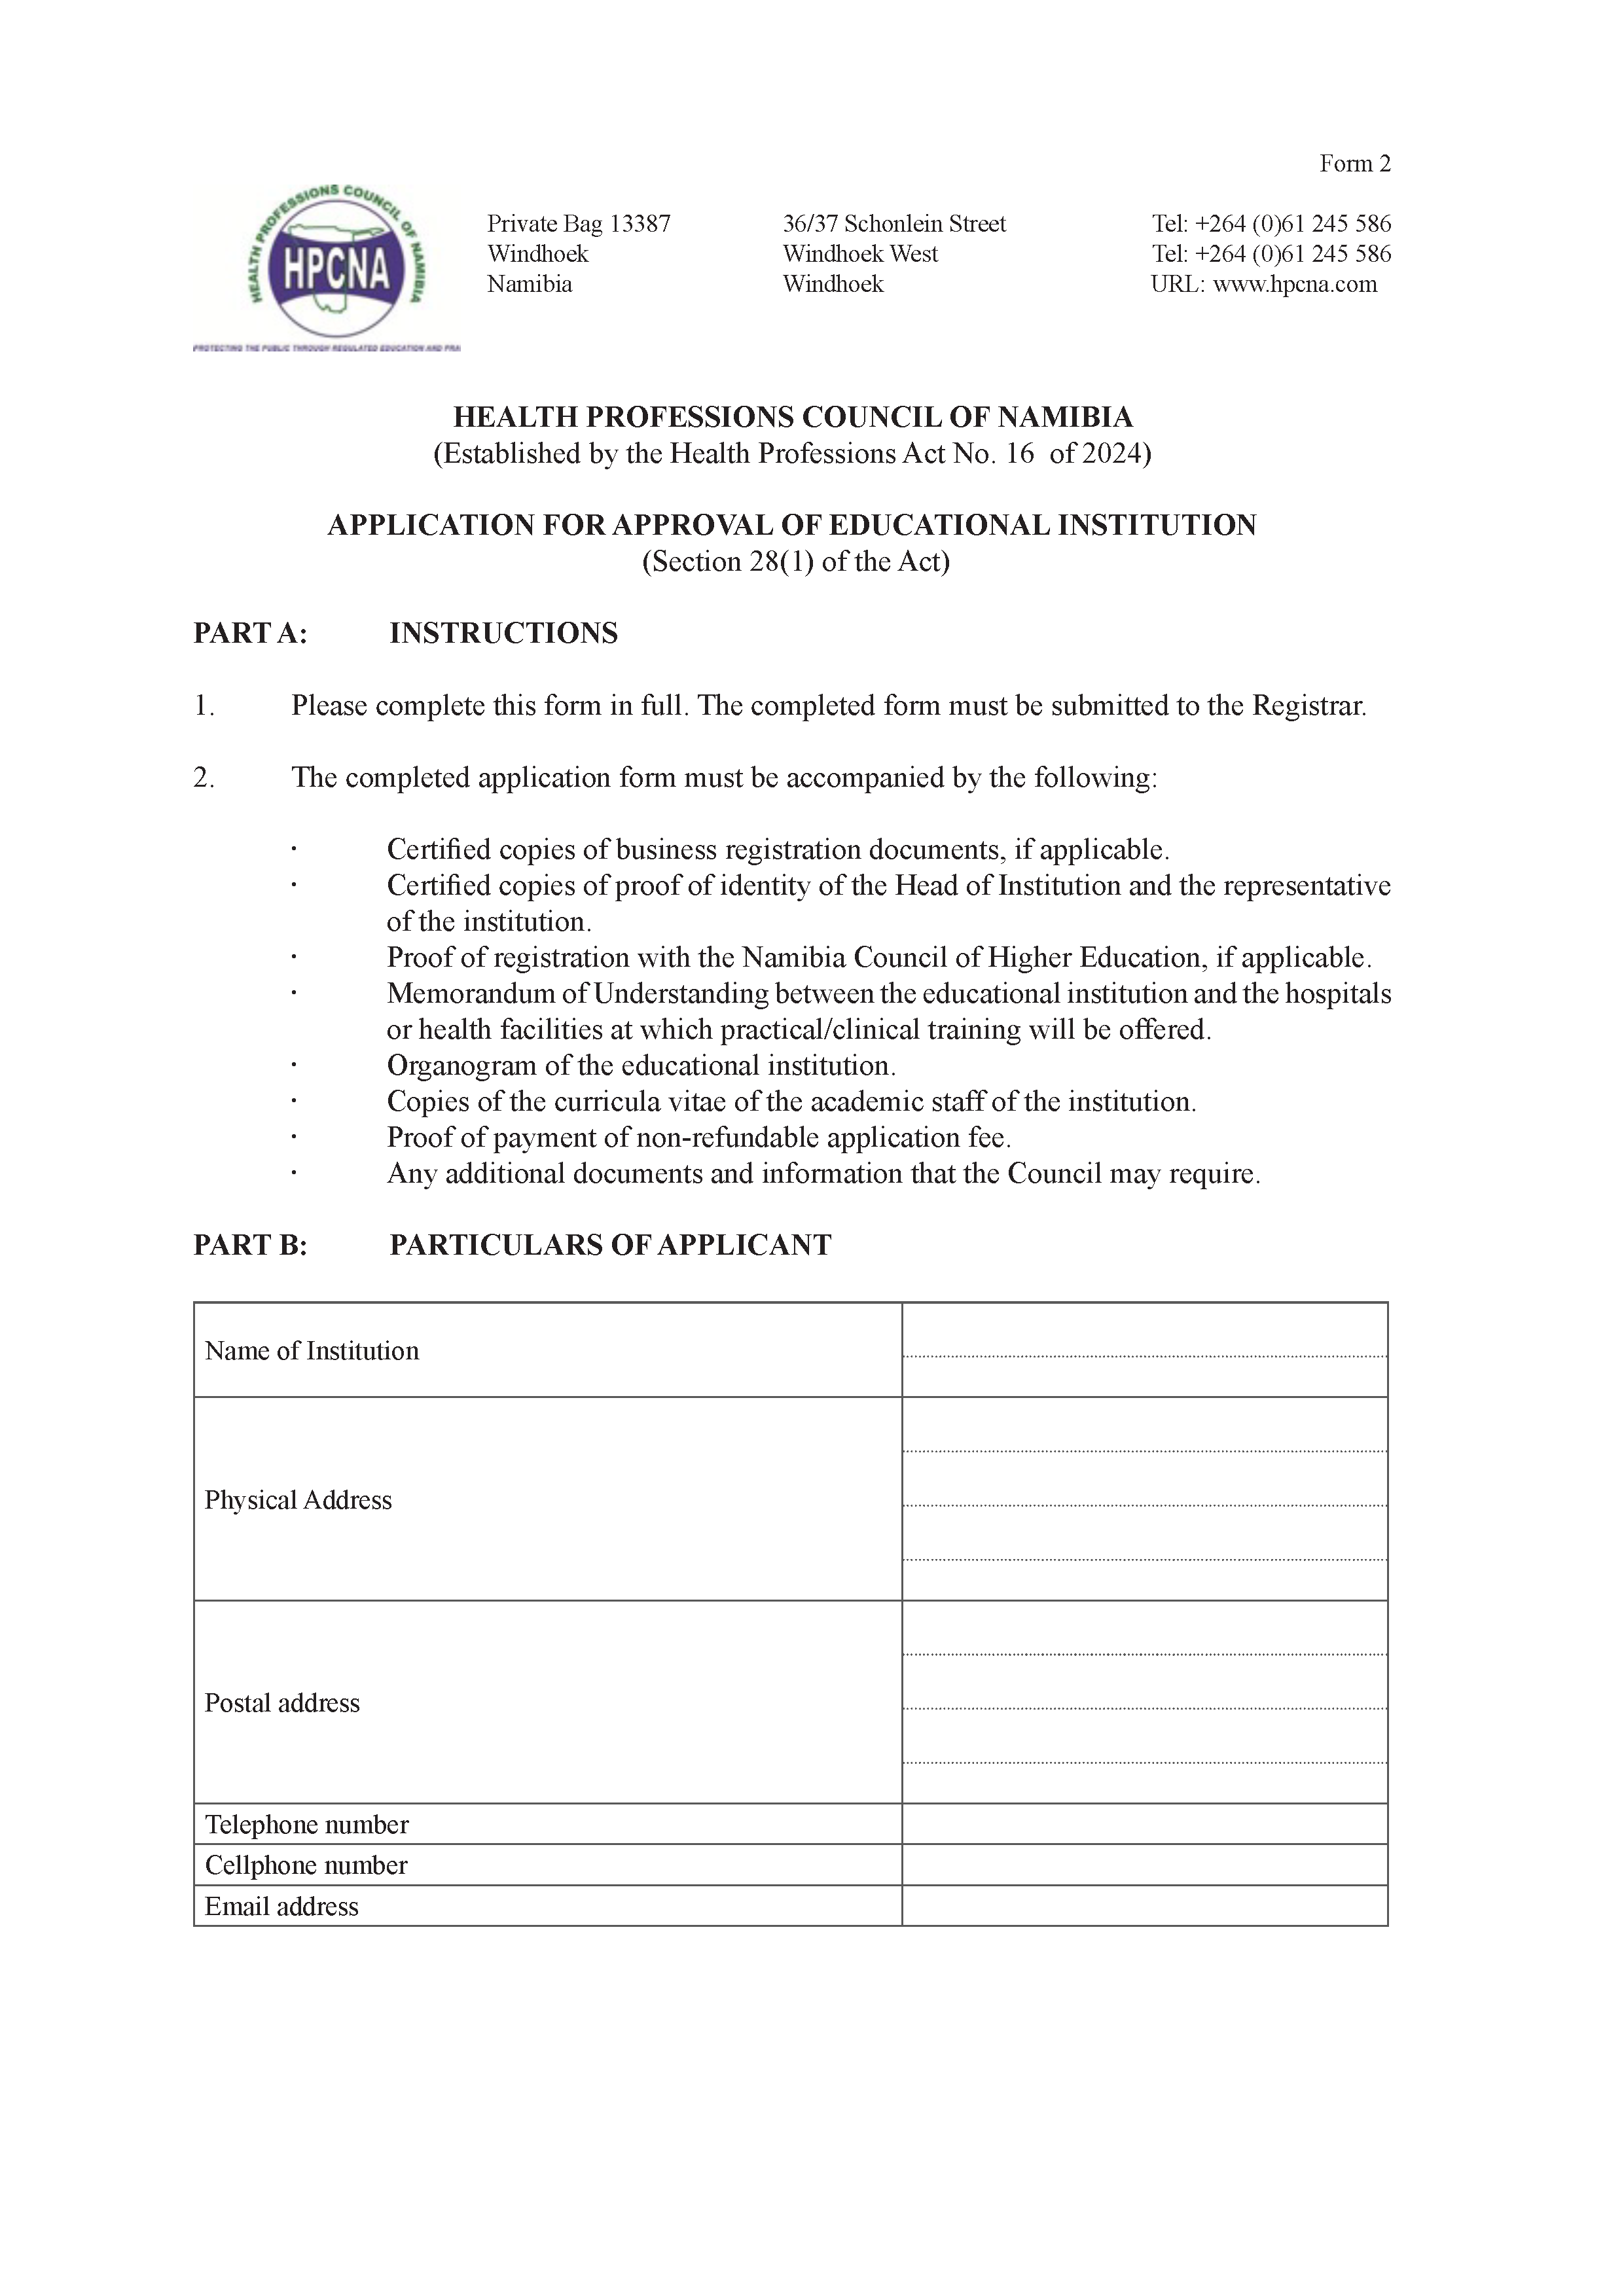 Form 2
HEALTH PROFESSIONS COUNCIL OF NAMIBIA
HPCNA
PROTECTING THE PUBLIC THROUGH REGULATED EDUCATION AND PRA
Private Bag 13387 36/37 Schonlein Street Tel: +264 (0)61 245 586
Windhoek Windhoek West Tel: +264 (0)61 245 586
Namibia Windhoek URL: www.hpcna.com
HEALTH PROFESSIONS COUNCIL OF NAMIBIA
(Established by the Health Professions Act No. 16 of 2024)
APPLICATION FOR APPROVAL OF EDUCATIONAL INSTITUTION
(Section 28(1) of the Act)
PART A: INSTRUCTIONS
1. Please complete this form in full. The completed form must be submitted to the Registrar.
2. The completed application form must be accompanied by the following:
· Certified copies of business registration documents, if applicable.
· Certified copies of proof of identity of the Head of Institution and the representative
of the institution.
· Proof of registration with the Namibia Council of Higher Education, if applicable.
· Memorandum of Understanding between the educational institution and the hospitals
or health facilities at which practical/clinical training will be offered.
· Organogram of the educational institution.
· Copies of the curricula vitae of the academic staff of the institution.
· Proof of payment of non-refundable application fee.
· Any additional documents and information that the Council may require.
PART B: PARTICULARS OF APPLICANT
Name of Institution
Physical Address
Postal address
Telephone number
Cellphone number
Email address